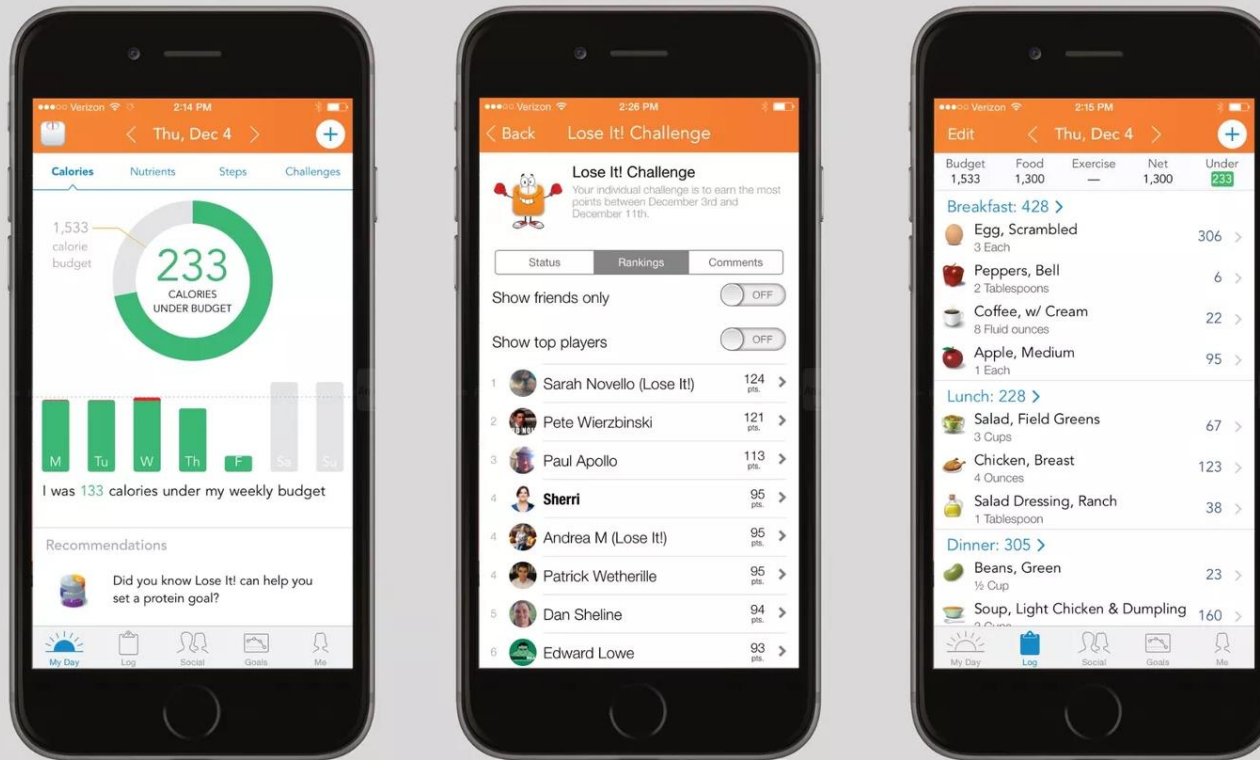 Verizon 2:14 PM
Thu, Dec 4 +
Calories Nutrients Steps Challenges
1,533
calorie
budget
233
CALORIES
UNDER BUDGET
M Tu W Th F Sa Su
I was 133 calories under my weekly budget
Recommendations
Did you know Lose It! can help you
set a protein goal?
My Day Log Social Goals Me
Verizon 2:26 PM
Back Lose It! Challenge
Lose It! Challenge
Your individual challenge is to earn the most
points between December 3rd and
December 11th.
Status Rankings Comments
Show friends only OFF
Show top players OFF
1 Sarah Novello (Lose It!) 124 pts.
2 Pete Wierzbinski 121 pts.
3 Paul Apollo 113 pts.
4 Sherri 95 pts.
4 Andrea M (Lose It!) 95 pts.
4 Patrick Wetherille 95 pts.
5 Dan Sheline 94 pts.
6 Edward Lowe 93 pts.
Verizon 2:15 PM
Edit Thu, Dec 4 +
Budget Food Exercise Net Under
1,533 1,300 — 1,300 233
Breakfast: 428
Egg, Scrambled 306
3 Each
Peppers, Bell 6
2 Tablespoons
Coffee, w/ Cream 22
8 Fluid ounces
Apple, Medium 95
1 Each
Lunch: 228
Salad, Field Greens 67
3 Cups
Chicken, Breast 123
4 Ounces
Salad Dressing, Ranch 38
1 Tablespoon
Dinner: 305
Beans, Green 23
½ Cup
Soup, Light Chicken & Dumpling 160
My Day Log Social Goals Me